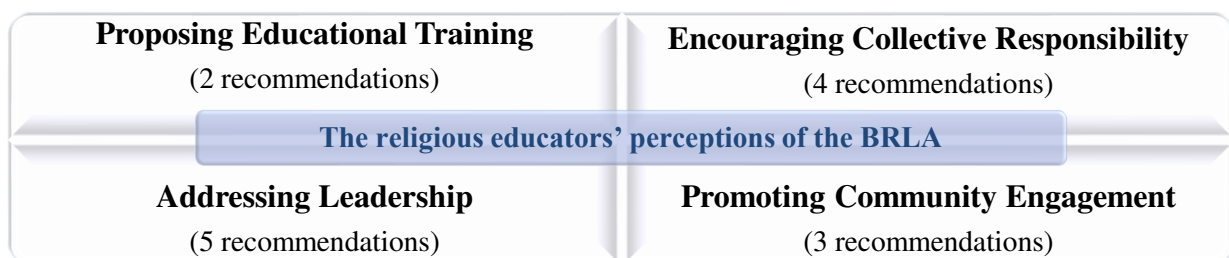 Proposing Educational Training
(2 recommendations)
Encouraging Collective Responsibility
(4 recommendations)
The religious educators’ perceptions of the BRLA
Addressing Leadership
(5 recommendations)
Promoting Community Engagement
(3 recommendations)